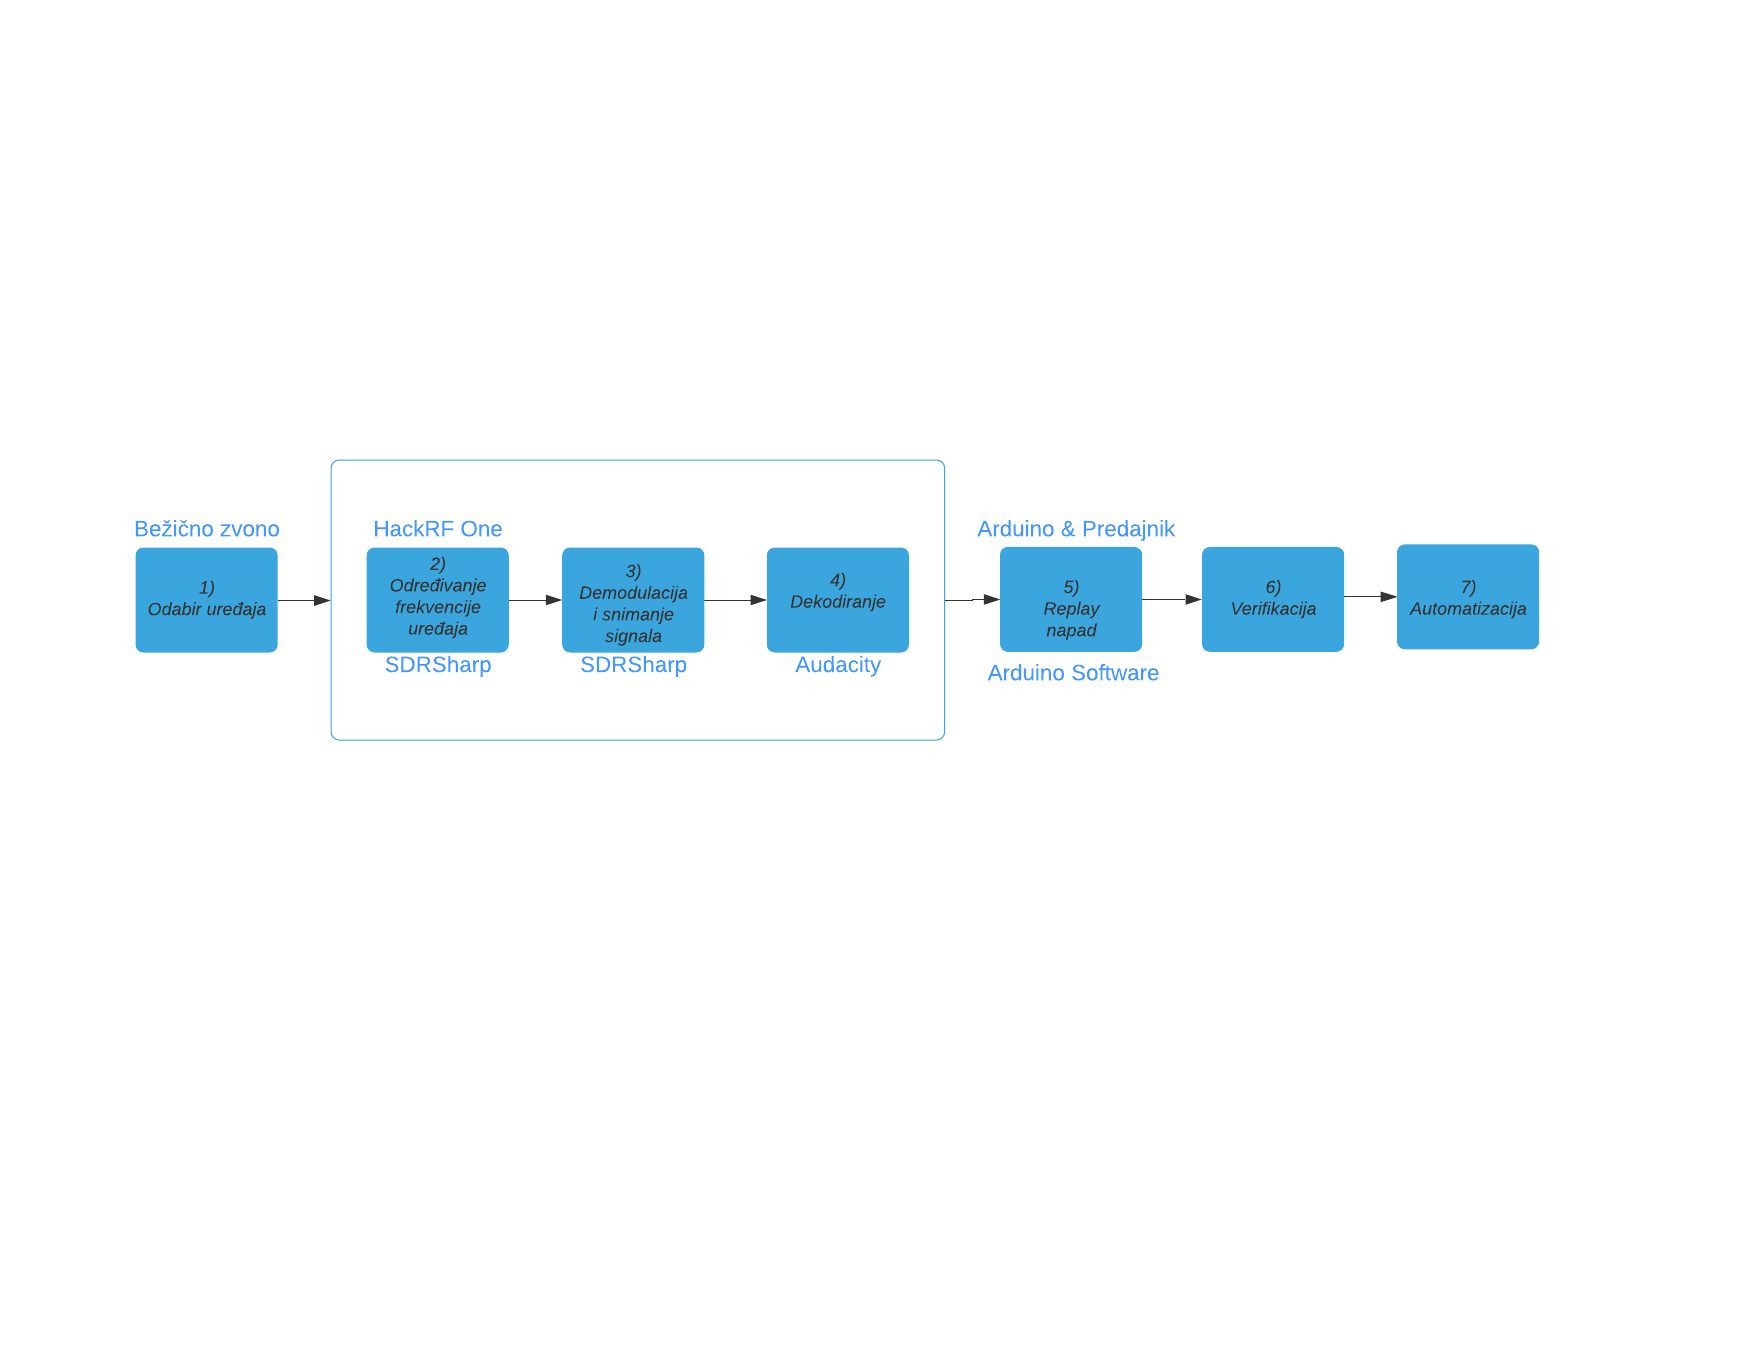 Bežično zvono
1)
Odabir uređaja
HackRF One
2)
Određivanje
frekvencije
uređaja
SDRSharp
3)
Demodulacija
i snimanje
signala
SDRSharp
4)
Dekodiranje
Audacity
Arduino & Predajnik
5)
Replay
napad
Arduino Software
6)
Verifikacija
7)
Automatizacija